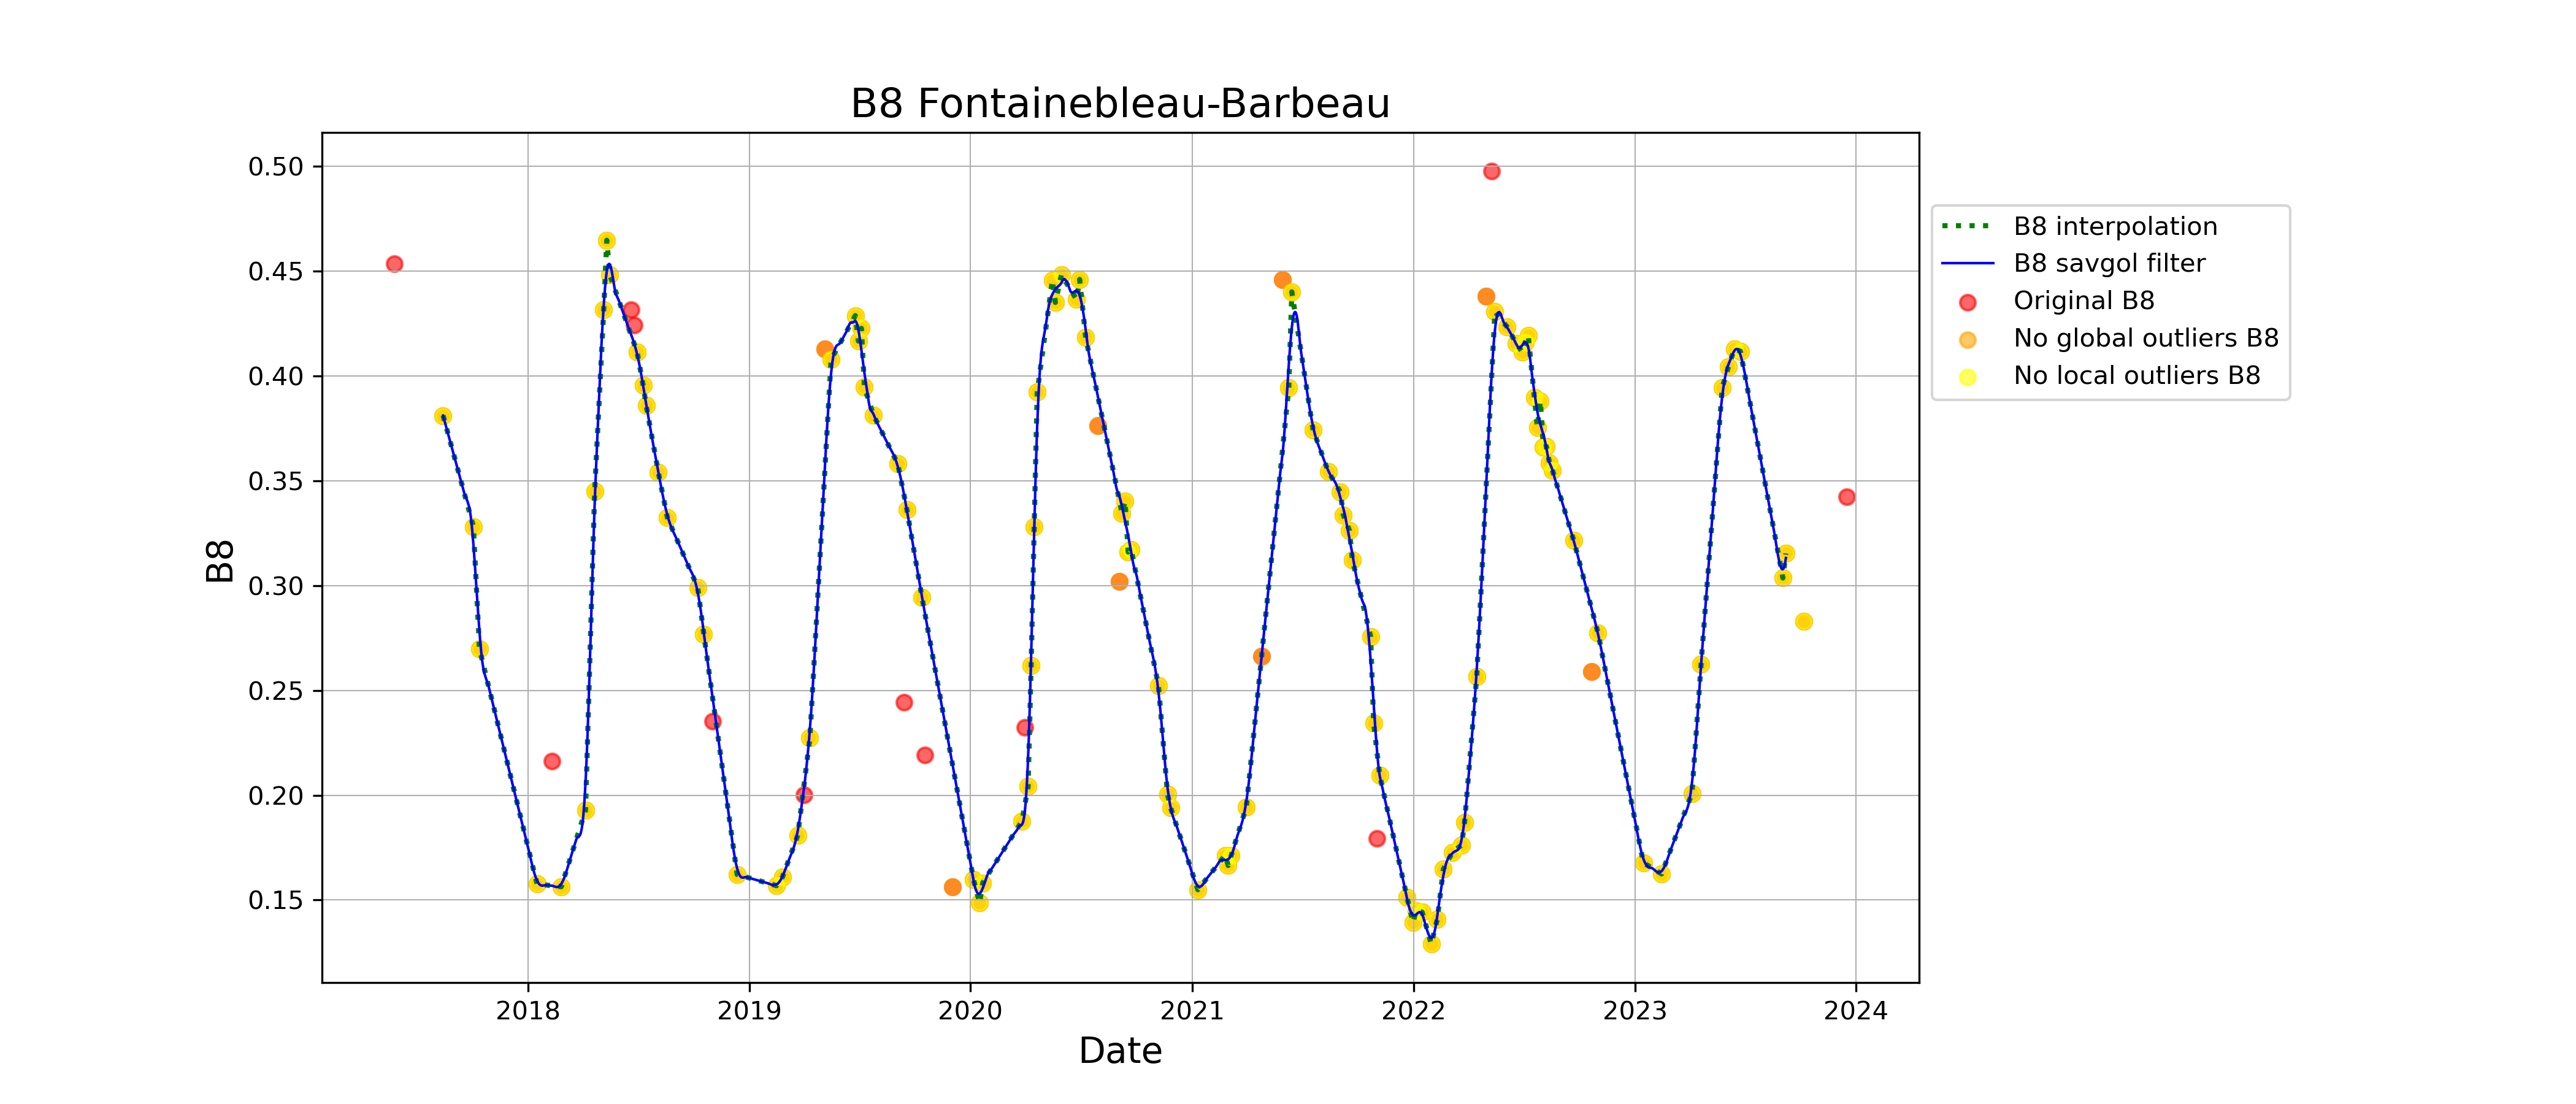 B8 Fontainebleau-Barbeau
0.50
0.45
0.40
0.35
0.30
0.25
0.20
0.15
B8
2018 2019 2020 2021 2022 2023 2024
Date
B8 interpolation
B8 savgol filter
Original B8
No global outliers B8
No local outliers B8